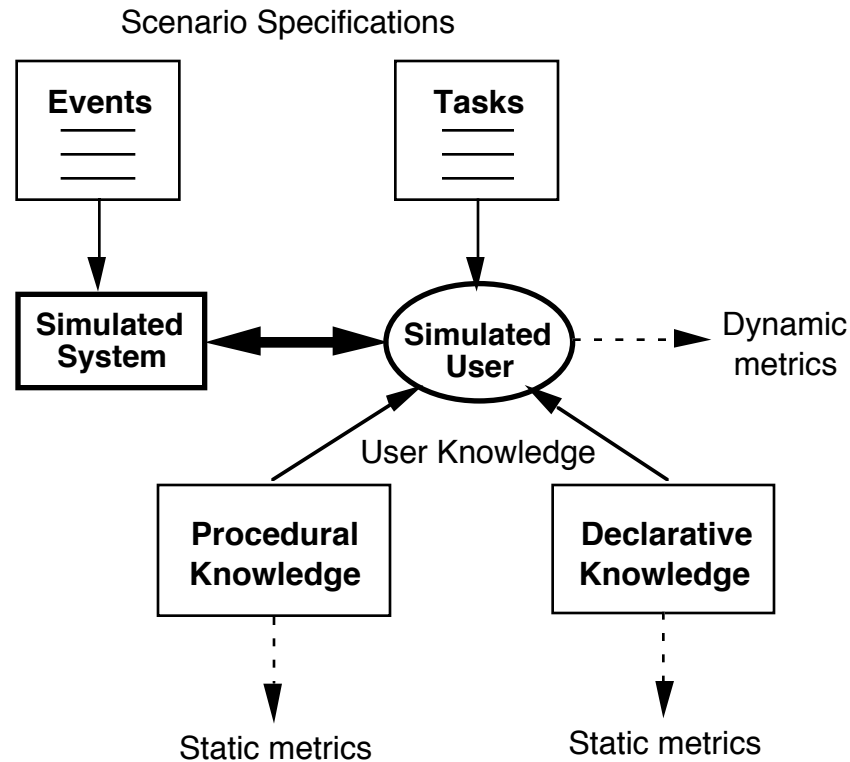 Scenario Specifications
Events
Tasks
Simulated
System
Simulated
User
Dynamic
metrics
User Knowledge
Procedural
Knowledge
Declarative
Knowledge
Static metrics
Static metrics